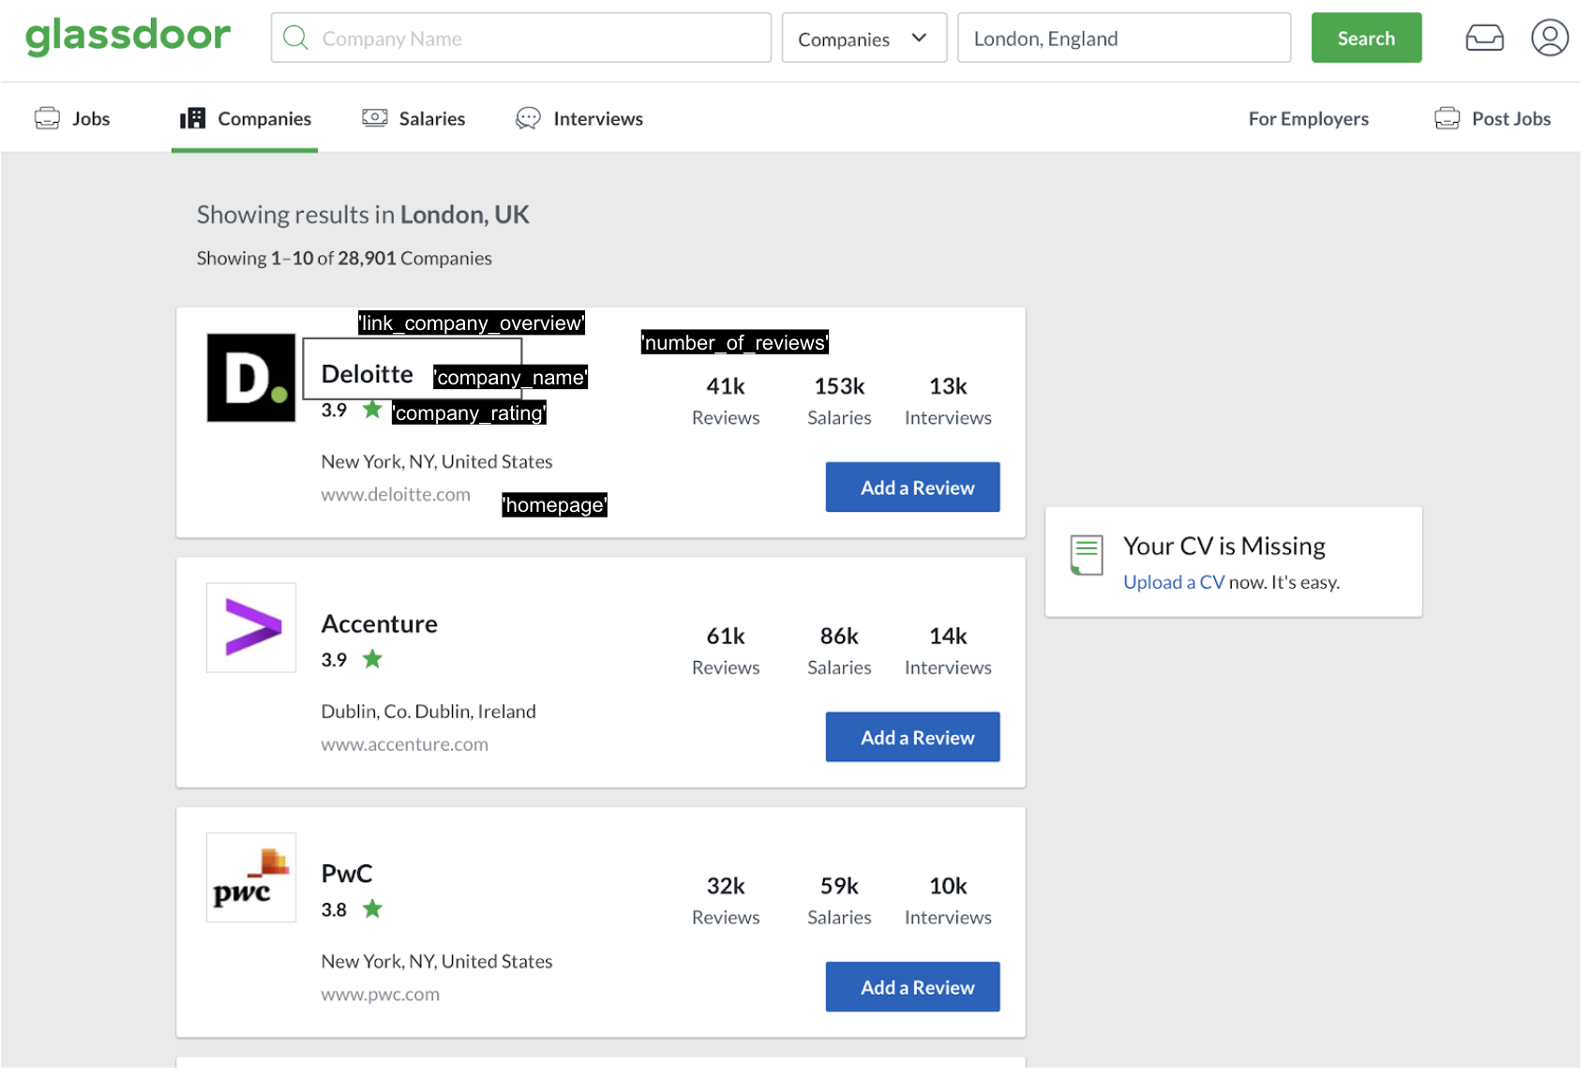 glassdoor
Company Name
Companies
London, England
Search
Jobs
Companies
Salaries
Interviews
For Employers
Post Jobs
Showing results in London, UK
Showing 1–10 of 28,901 Companies
'link_company_overview'
'number_of_reviews'
D.
Deloitte
'company_name'
3.9
'company_rating'
41k
Reviews
153k
Salaries
13k
Interviews
New York, NY, United States
www.deloitte.com
'homepage'
Add a Review
Your CV is Missing
Upload a CV now. It's easy.
Accenture
3.9
61k
Reviews
86k
Salaries
14k
Interviews
Dublin, Co. Dublin, Ireland
www.accenture.com
Add a Review
pwc
PwC
3.8
32k
Reviews
59k
Salaries
10k
Interviews
New York, NY, United States
www.pwc.com
Add a Review